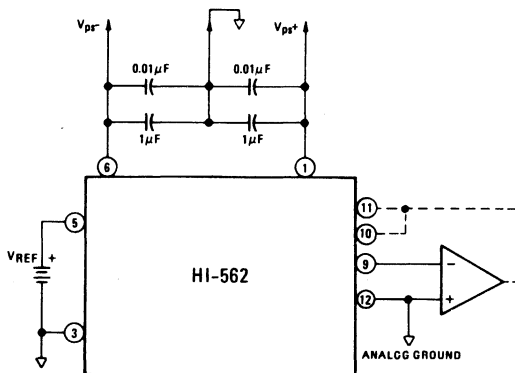 Vps- Vps+
0.01μF 0.01μF
1μF 1μF
6 1
5 11
10
VREF + 9 -
HI-562
12 +
3
ANALCG GROUND